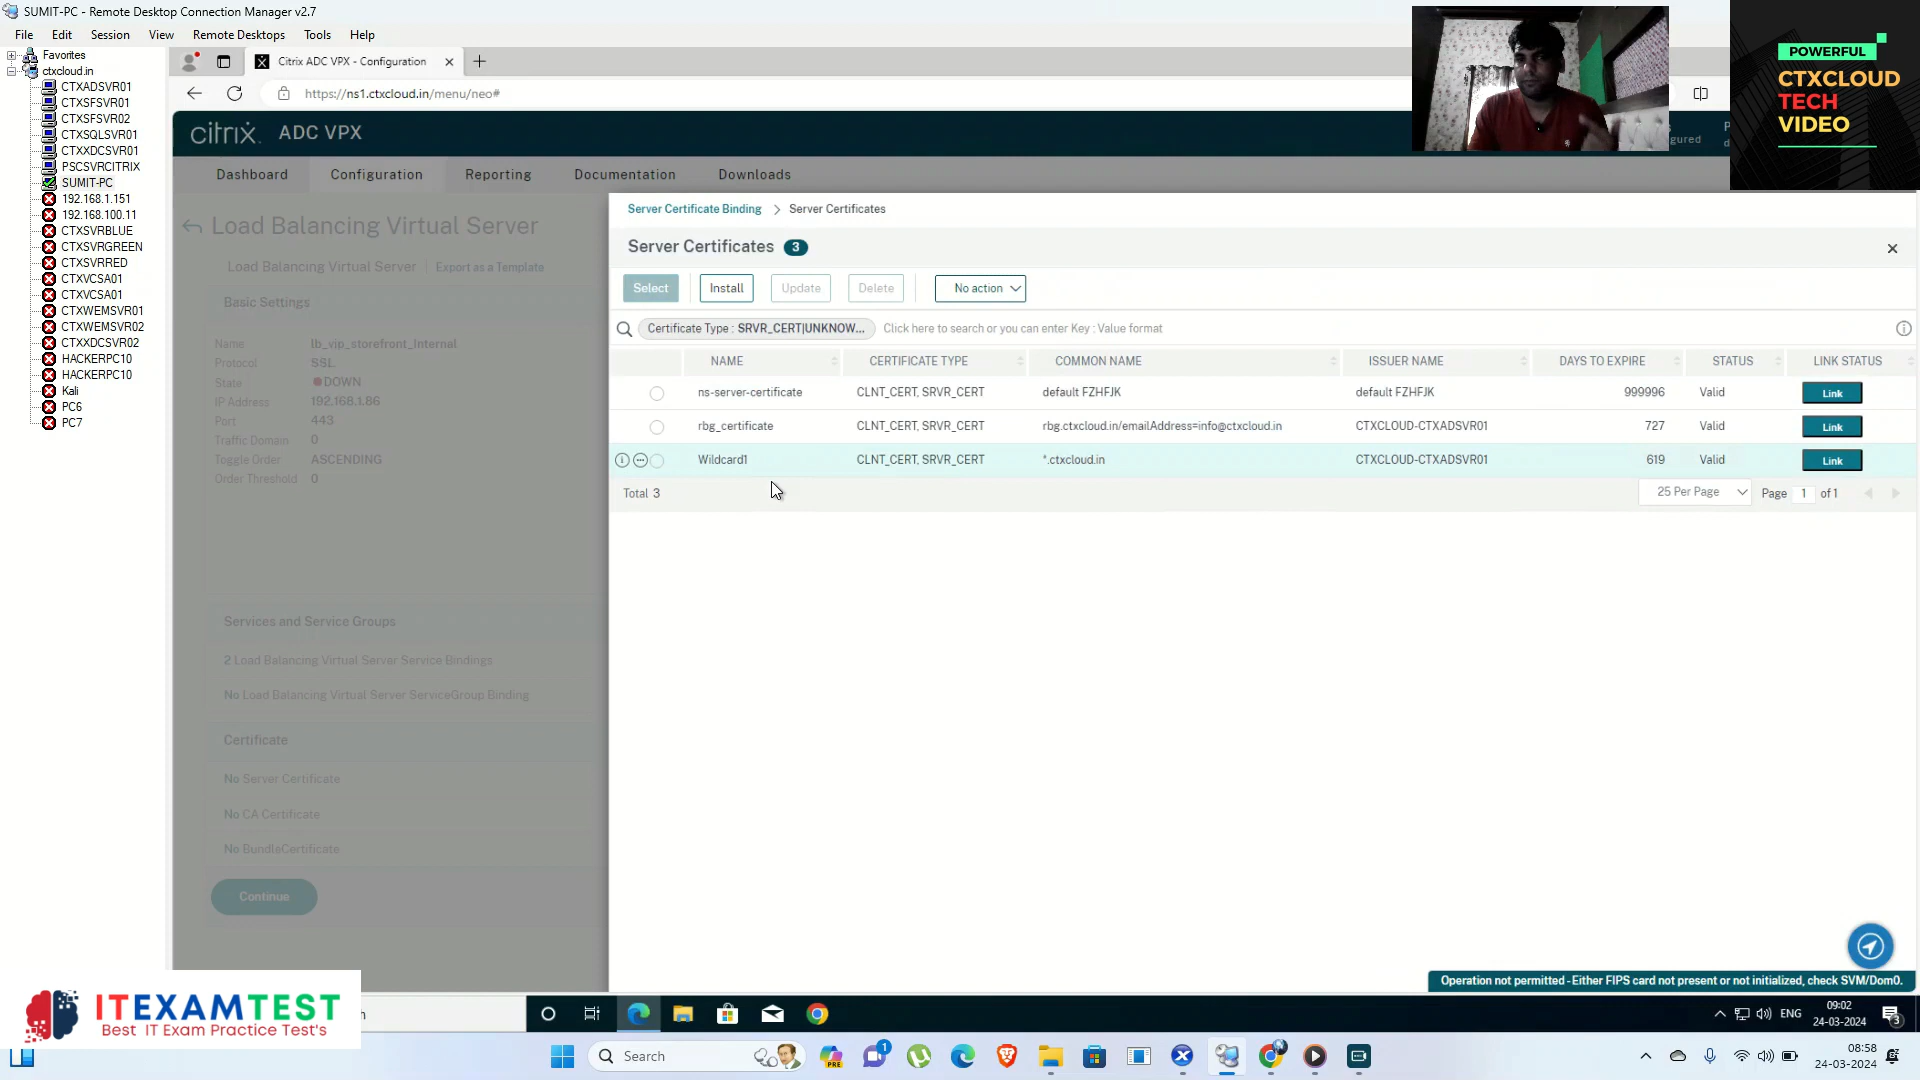 SUMIT-PC - Remote Desktop Connection Manager v2.7
File Edit Session View Remote Desktops Tools Help
Favorites
ctxcloud.in
CTXADSVR01
CTXSFSVR01
CTXSFSVR02
CTXSQLSVR01
CTXXDCSVR01
PSCSVRCITRIX
SUMIT-PC
192.168.1.151
192.168.100.11
CTXSVRBLUE
CTXSVRGREEN
CTXSVRRED
CTXVCSA01
CTXVCSA01
CTXWEMSVR01
CTXWEMSVR02
CTXXDCSVR02
HACKERPC10
HACKERPC10
Kali
PC6
PC7
Citrix ADC VPX - Configuration
https://ns1.ctxcloud.in/menu/neo#
citrix. ADC VPX
gured
Dashboard Configuration Reporting Documentation Downloads
Load Balancing Virtual Server
Load Balancing Virtual Server Export as a Template
Basic Settings
Name lb_vip_storefront_Internal
Protocol SSL
State DOWN
IP Address 192.168.1.86
Port 443
Traffic Domain 0
Toggle Order ASCENDING
Order Threshold 0
Services and Service Groups
2 Load Balancing Virtual Server Service Bindings
No Load Balancing Virtual Server ServiceGroup Binding
Certificate
No Server Certificate
No CA Certificate
No BundleCertificate
Continue
Server Certificate Binding > Server Certificates
Server Certificates 3
Select Install Update Delete No action
Certificate Type : SRVR_CERT|UNKNOW... Click here to search or you can enter Key : Value format
NAME CERTIFICATE TYPE COMMON NAME ISSUER NAME DAYS TO EXPIRE STATUS LINK STATUS
ns-server-certificate CLNT_CERT, SRVR_CERT default FZHFJK default FZHFJK 999996 Valid Link
rbg_certificate CLNT_CERT, SRVR_CERT rbg.ctxcloud.in/emailAddress=info@ctxcloud.in CTXCLOUD-CTXADSVR01 727 Valid Link
Wildcard1 CLNT_CERT, SRVR_CERT *.ctxcloud.in CTXCLOUD-CTXADSVR01 619 Valid Link
Total 3 25 Per Page Page 1 of 1
Operation not permitted - Either FIPS card not present or not initialized, check SVM/Dom0.
POWERFUL
CTXCLOUD
TECH
VIDEO
ITEXAMTEST
Best IT Exam Practice Test's
ENG
09:02
24-03-2024
3
Search
PRE
1
08:58
24-03-2024